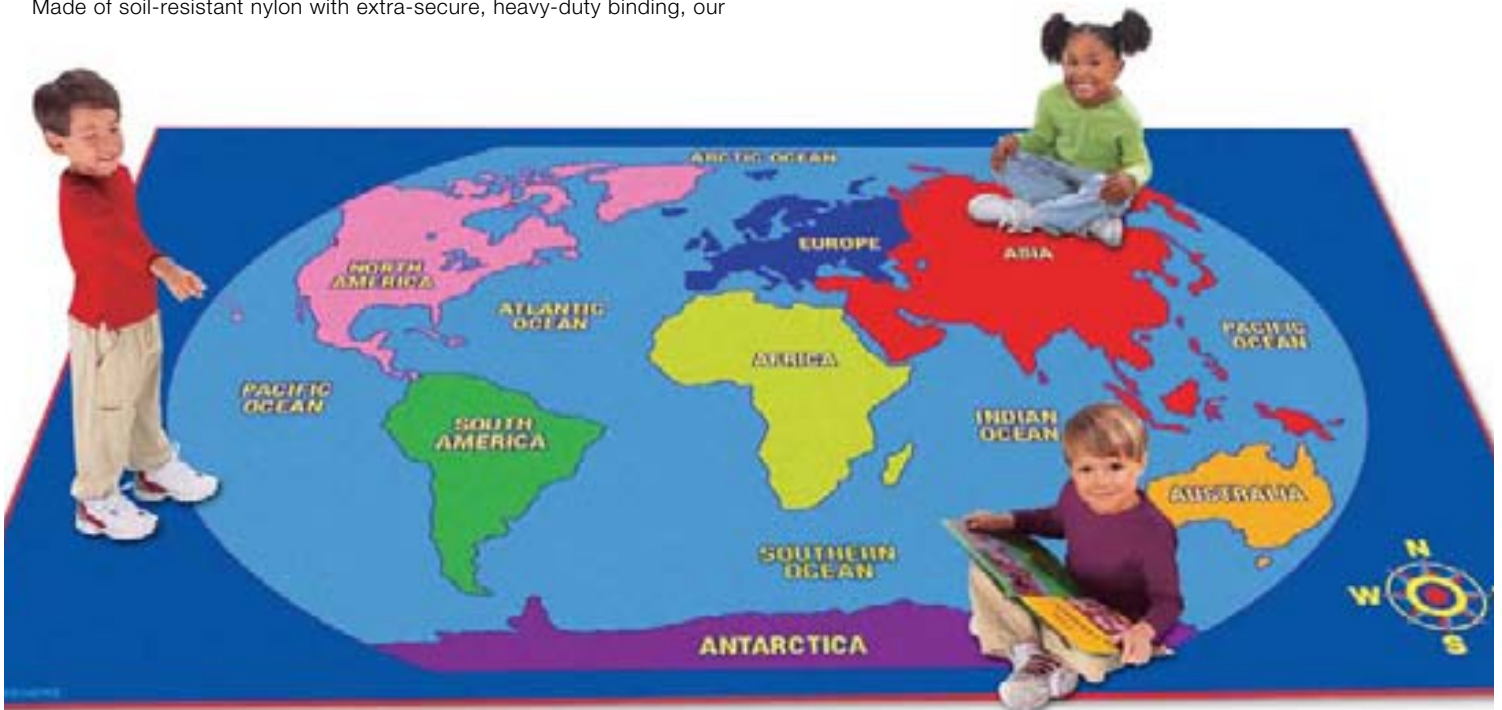 Made of soil-resistant nylon with extra-secure, heavy-duty binding, our
ARCTIC OCEAN
EUROPE
ASIA
NORTH
AMERICA
ATLANTIC
OCEAN
PACIFIC
OCEAN
AFRICA
PACIFIC
OCEAN
SOUTH
AMERICA
INDIAN
OCEAN
AUSTRALIA
SOUTHERN
OCEAN
N
W
S
ANTARCTICA